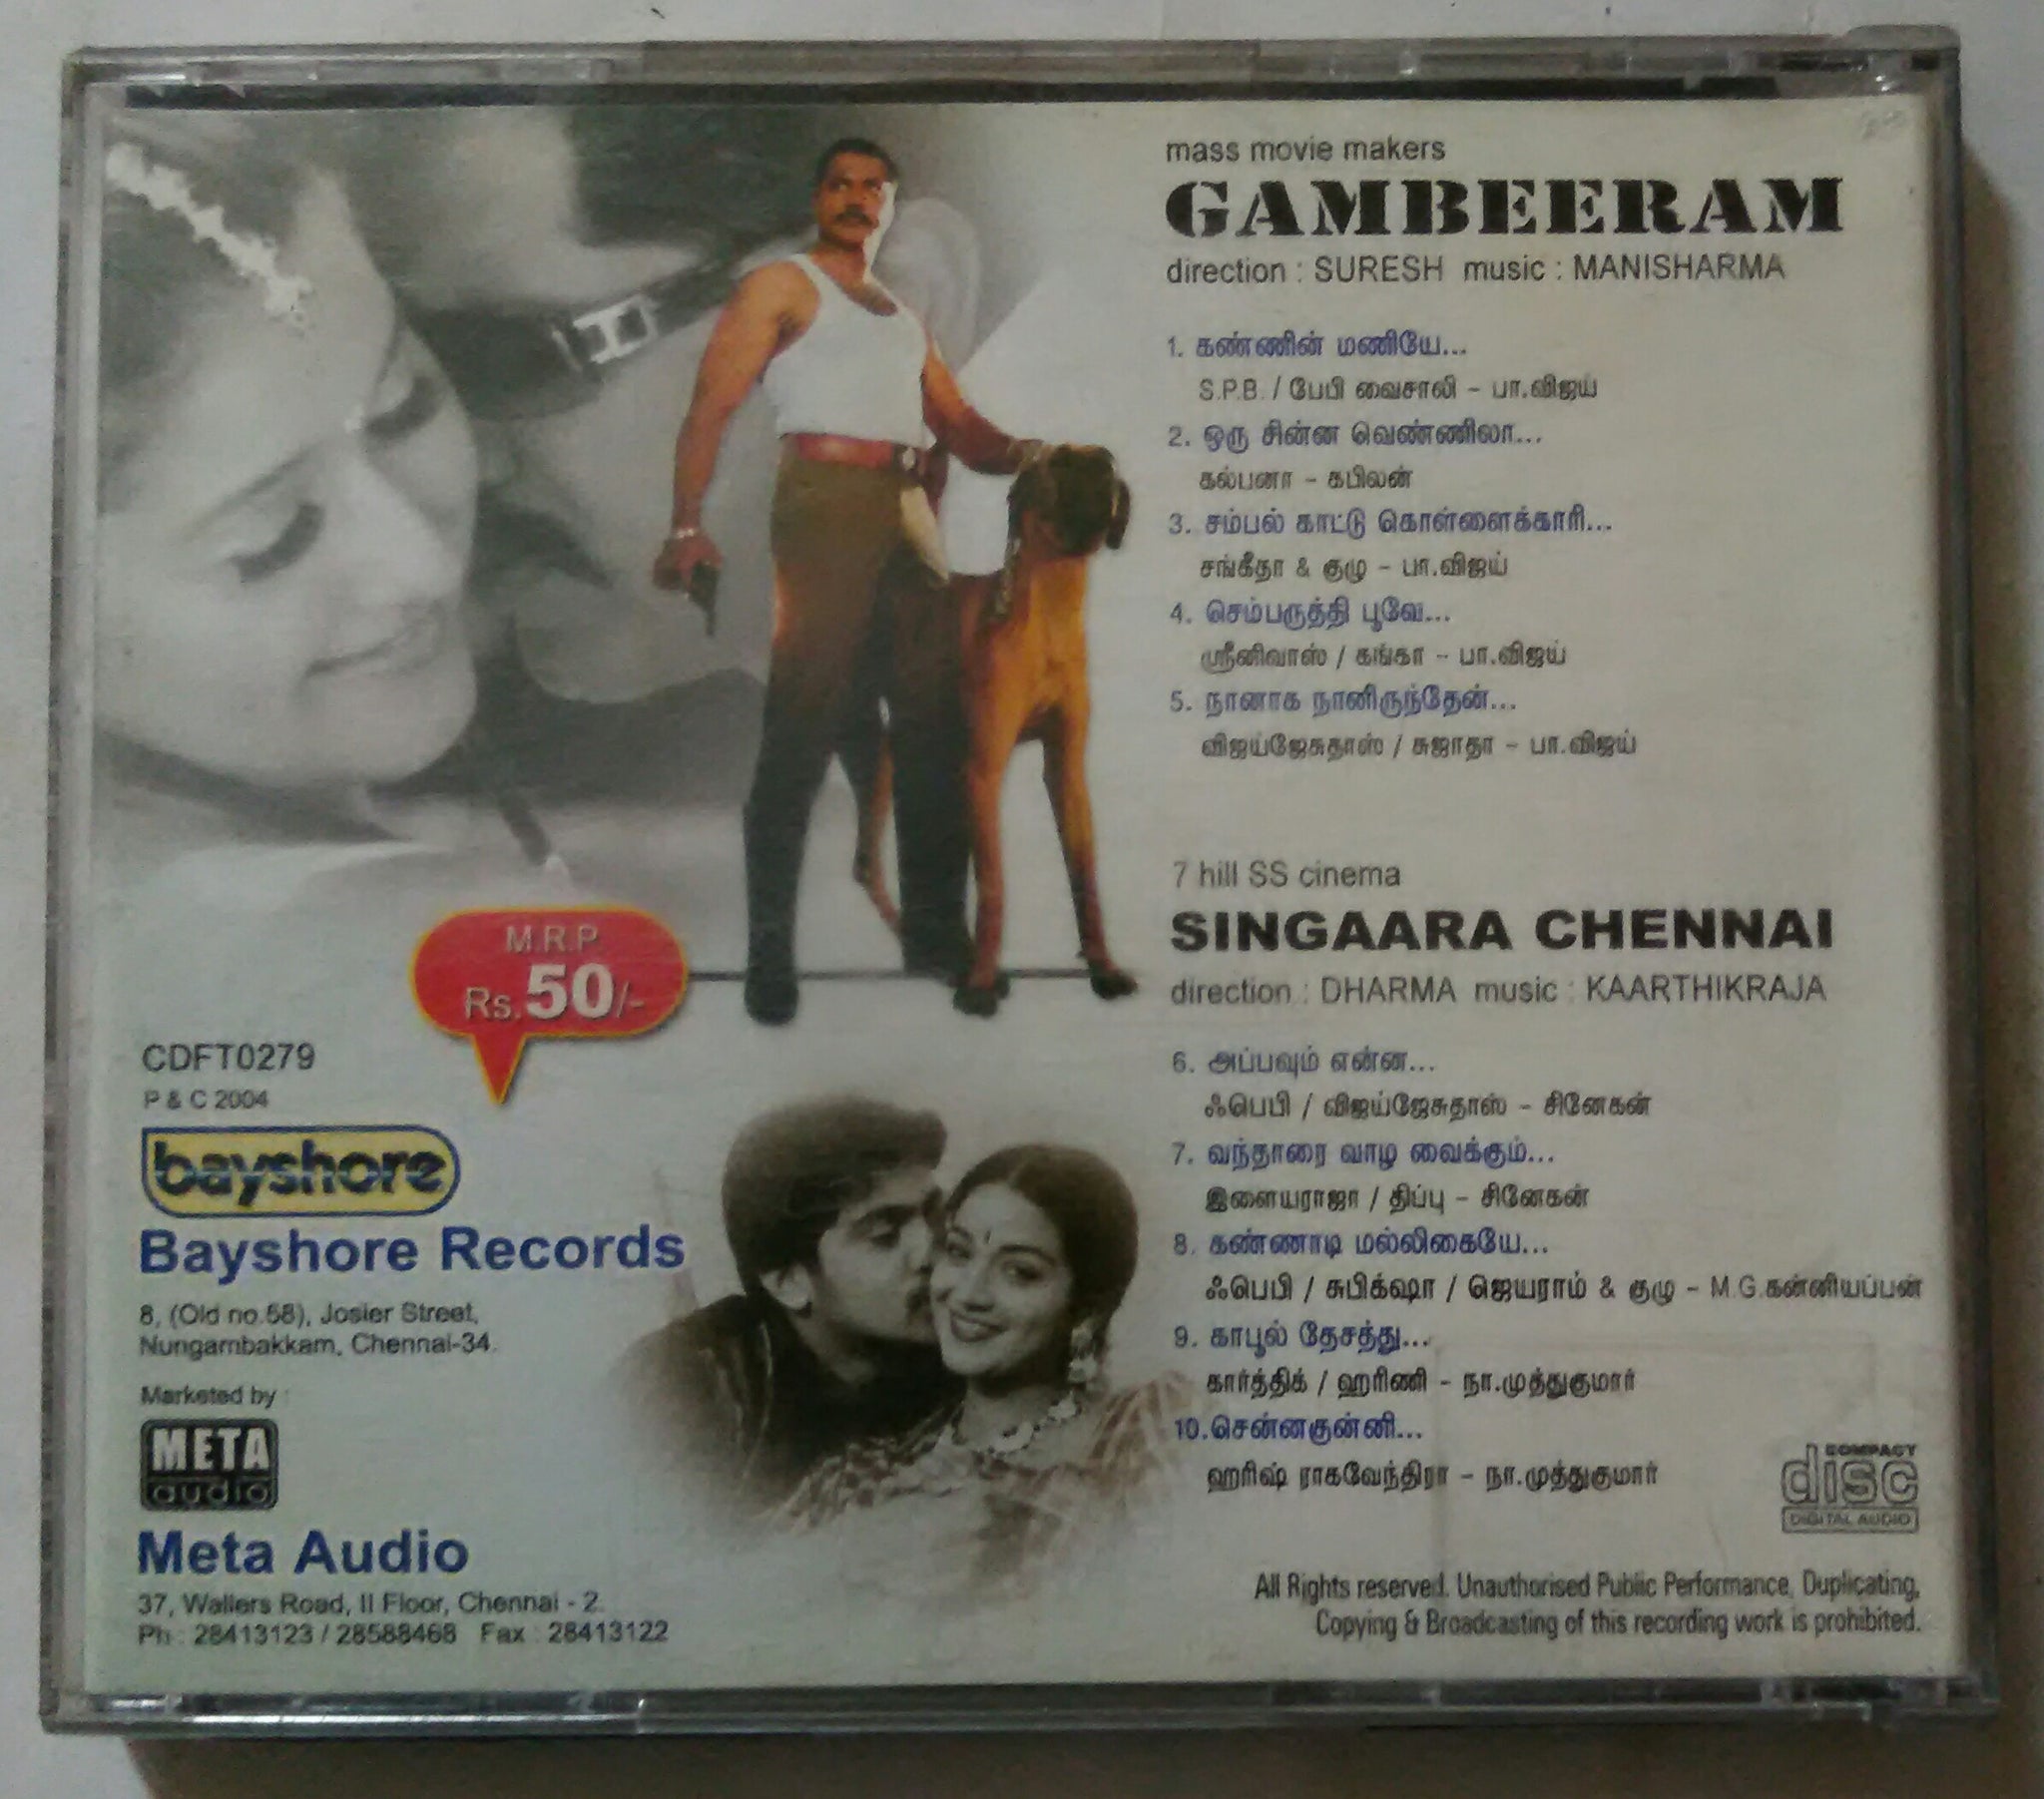 mass movie makers
GAMBEERAM
direction : SURESH music : MANISHARMA
1. கண்ணின் மணியே...
S.P.B. / பேபி வைசாலி - பா.விஜய்
2. ஒரு சின்ன வெண்ணிலா...
கல்பனா - கபிலன்
3. சம்பல் காட்டு கொள்ளைக்காரி...
சங்கீதா & குழு - பா.விஜய்
4. செம்பருத்தி பூவே...
ஸ்ரீனிவாஸ் / கங்கா - பா.விஜய்
5. நானாக நானிருந்தேன்...
விஜய்ஜேசுதாஸ் / சுஜாதா - பா.விஜய்
7 hill SS cinema
SINGAARA CHENNAI
direction : DHARMA music : KAARTHIKRAJA
6. அப்பவும் என்ன...
ஃபெபி / விஜய்ஜேசுதாஸ் - சினேகன்
7. வந்தாரை வாழ வைக்கும்...
இளையராஜா / திப்பு - சினேகன்
8. கண்ணாடி மல்லிகையே...
ஃபெபி / சுபிக்ஷா / ஜெயராம் & குழு - M.G.கன்னியப்பன்
9. காபூல் தேசத்து...
கார்த்திக் / ஹரிணி - நா.முத்துகுமார்
10.சென்னகுன்னி...
ஹரிஷ் ராகவேந்திரா - நா.முத்துகுமார்
COMPACT
disc
DIGITAL AUDIO
All Rights reserved. Unauthorised Public Performance, Duplicating,
Copying & Broadcasting of this recording work is prohibited.
M.R.P.
Rs.50/-
CDFT0279
P & C 2004
bayshore
Bayshore Records
8, (Old no.58), Josier Street,
Nungambakkam, Chennai-34.
Marketed by :
META
audio
Meta Audio
37, Wallers Road, II Floor, Chennai - 2.
Ph : 28413123 / 28588468 Fax : 28413122